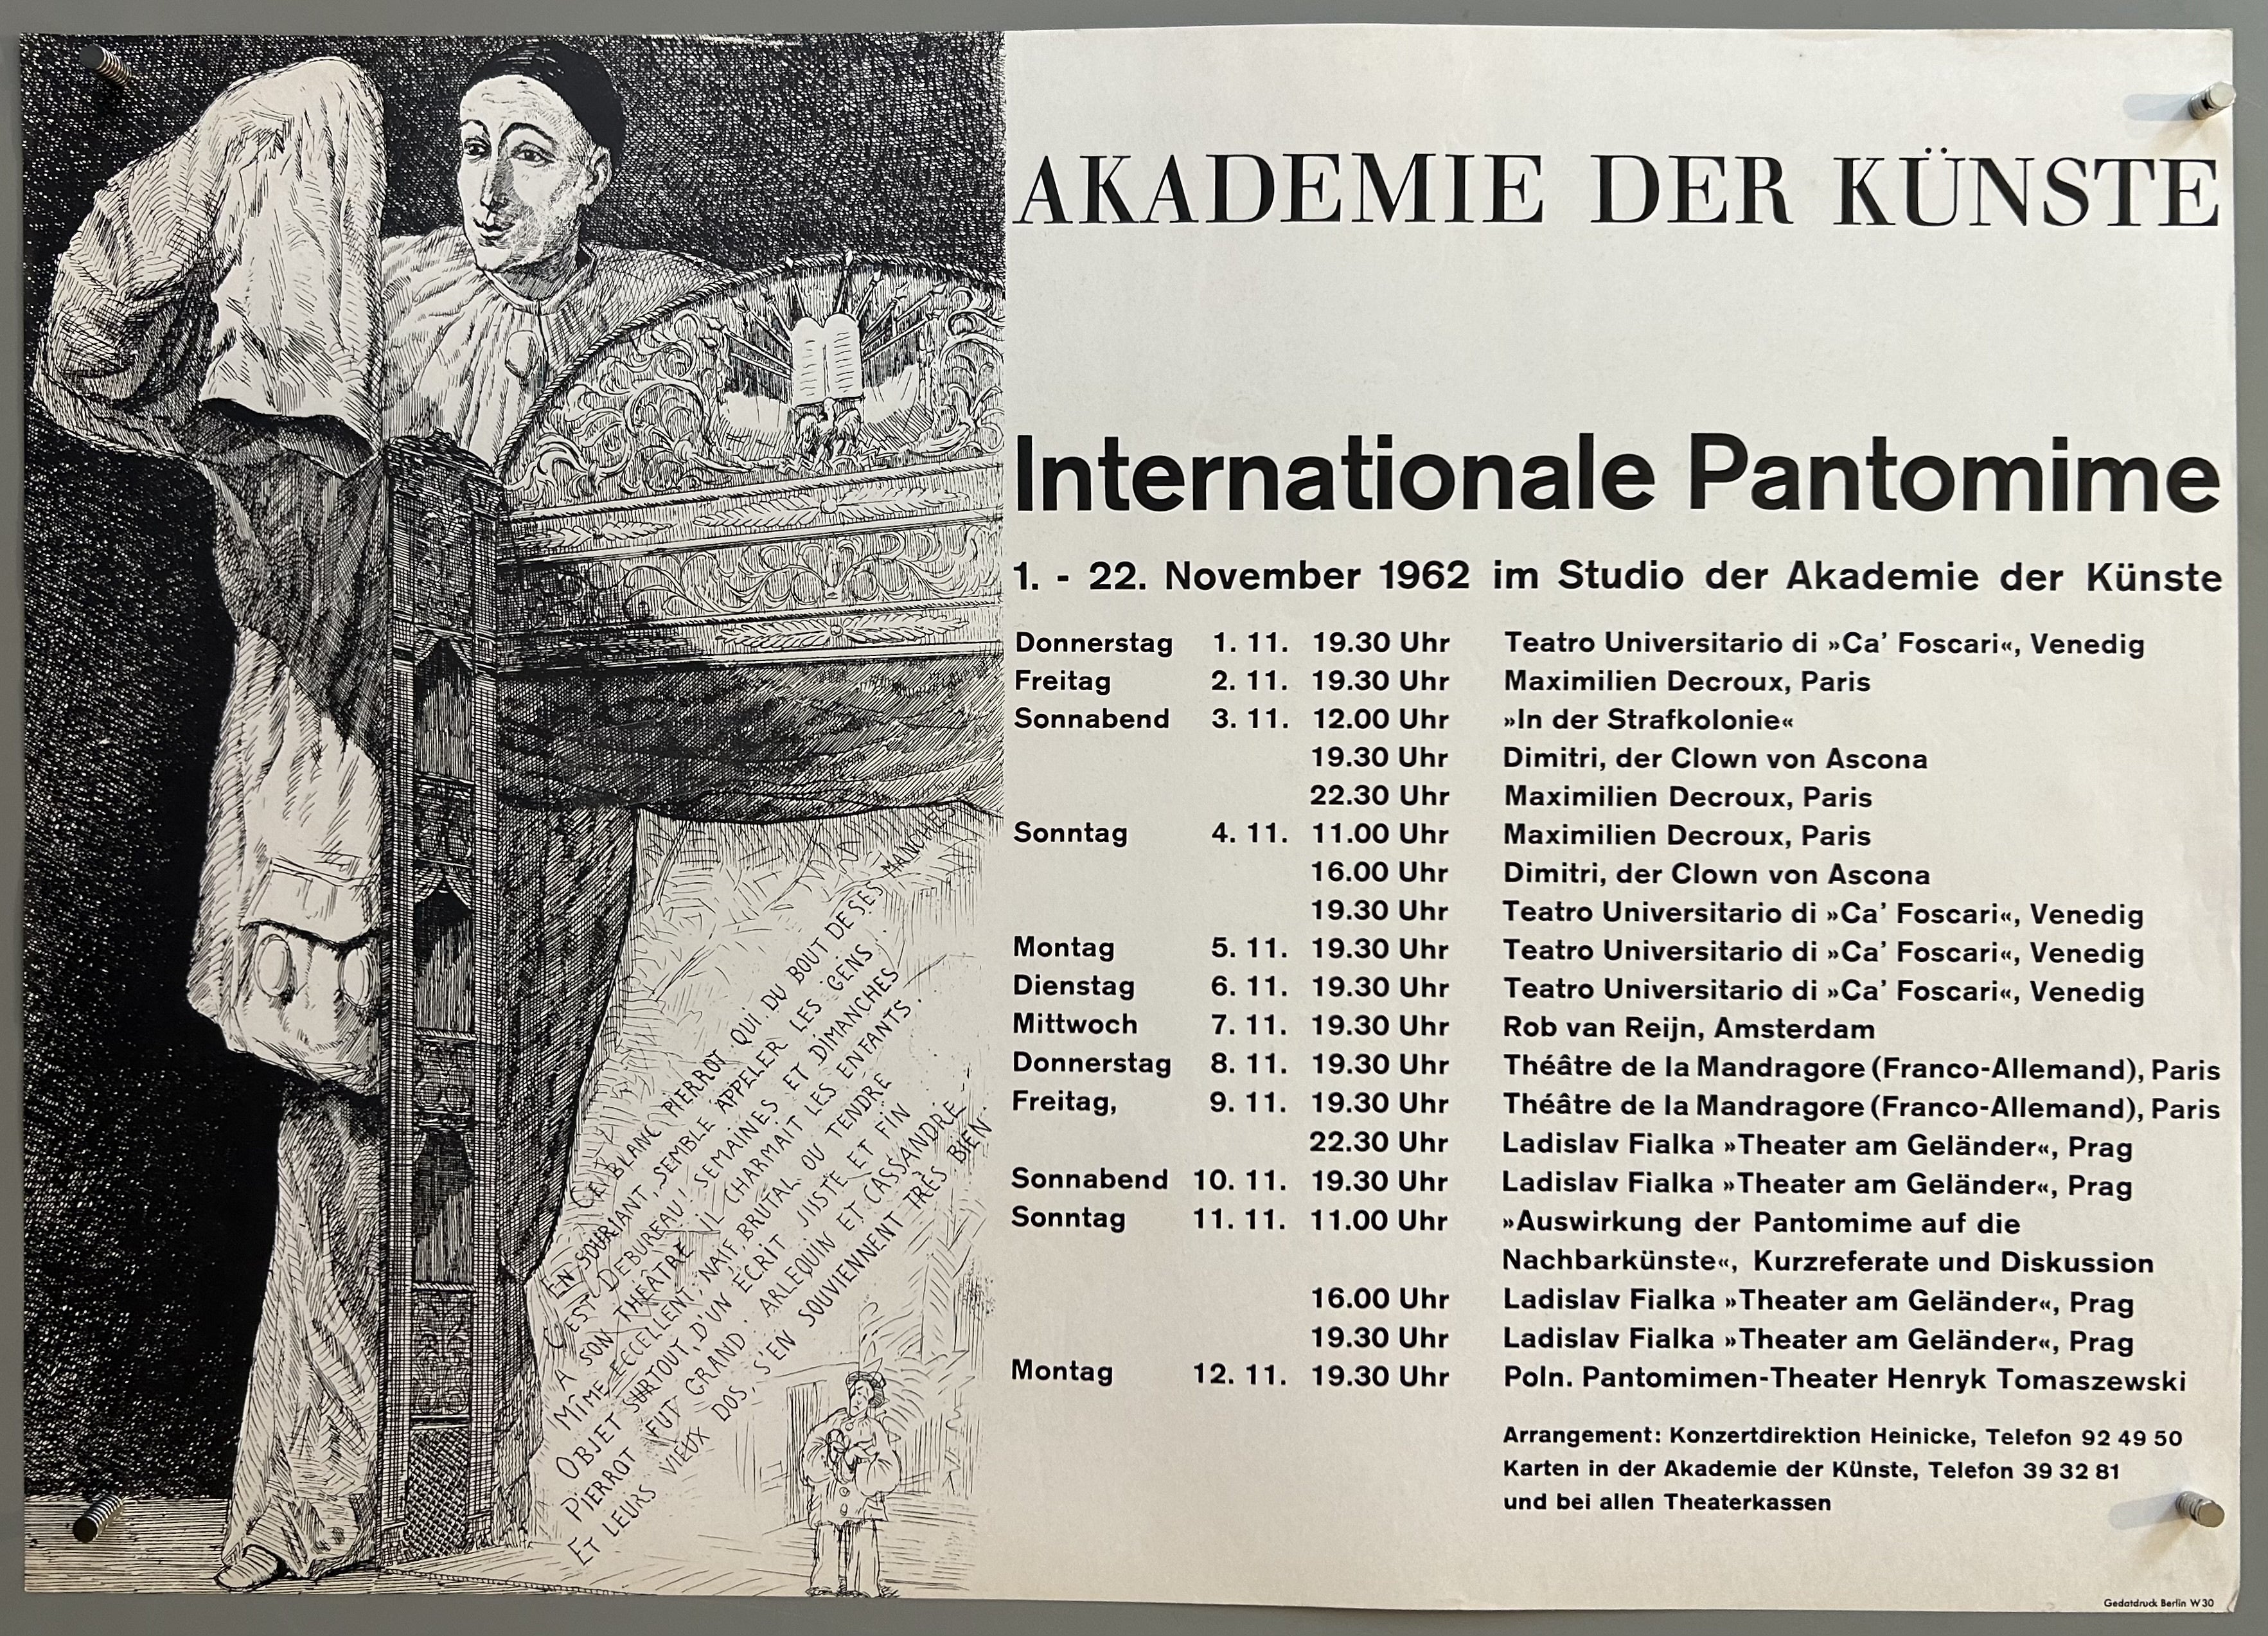 AKADEMIE DER KÜNSTE
Internationale Pantomime
1. - 22. November 1962 im Studio der Akademie der Künste
Donnerstag 1. 11. 19.30 Uhr Teatro Universitario di »Ca’ Foscari«, Venedig
Freitag 2. 11. 19.30 Uhr Maximilien Decroux, Paris
Sonnabend 3. 11. 12.00 Uhr »In der Strafkolonie«
19.30 Uhr Dimitri, der Clown von Ascona
22.30 Uhr Maximilien Decroux, Paris
Sonntag 4. 11. 11.00 Uhr Maximilien Decroux, Paris
16.00 Uhr Dimitri, der Clown von Ascona
19.30 Uhr Teatro Universitario di »Ca’ Foscari«, Venedig
Montag 5. 11. 19.30 Uhr Teatro Universitario di »Ca’ Foscari«, Venedig
Dienstag 6. 11. 19.30 Uhr Teatro Universitario di »Ca’ Foscari«, Venedig
Mittwoch 7. 11. 19.30 Uhr Rob van Reijn, Amsterdam
Donnerstag 8. 11. 19.30 Uhr Théâtre de la Mandragore (Franco-Allemand), Paris
Freitag, 9. 11. 19.30 Uhr Théâtre de la Mandragore (Franco-Allemand), Paris
22.30 Uhr Ladislav Fialka »Theater am Geländer«, Prag
Sonnabend 10. 11. 19.30 Uhr Ladislav Fialka »Theater am Geländer«, Prag
Sonntag 11. 11. 11.00 Uhr »Auswirkung der Pantomime auf die
Nachbarkünste«, Kurzreferate und Diskussion
16.00 Uhr Ladislav Fialka »Theater am Geländer«, Prag
19.30 Uhr Ladislav Fialka »Theater am Geländer«, Prag
Montag 12. 11. 19.30 Uhr Poln. Pantomimen-Theater Henryk Tomaszewski
Arrangement: Konzertdirektion Heinicke, Telefon 92 49 50
Karten in der Akademie der Künste, Telefon 39 32 81
und bei allen Theaterkassen
Gedatdruck Berlin W 30
CE BLANC PIERROT QUI DU BOUT DE SES MANCHES
EN SOURIANT, SEMBLE APPELER LES GENS
C'EST DEBUREAU! SEMAINES ET DIMANCHES
A SON THÉÂTRE IL CHARMAIT LES ENFANTS.
MÎME EXCELLENT, NAÏF, BRUTAL OU TENDRE
OBJET SURTOUT, D'UN ÉCRIT JUSTE ET FIN
PIERROT FUT GRAND. ARLEQUIN ET CASSANDRE
ET LEURS VIEUX DOS, S'EN SOUVIENNENT TRÈS BIEN